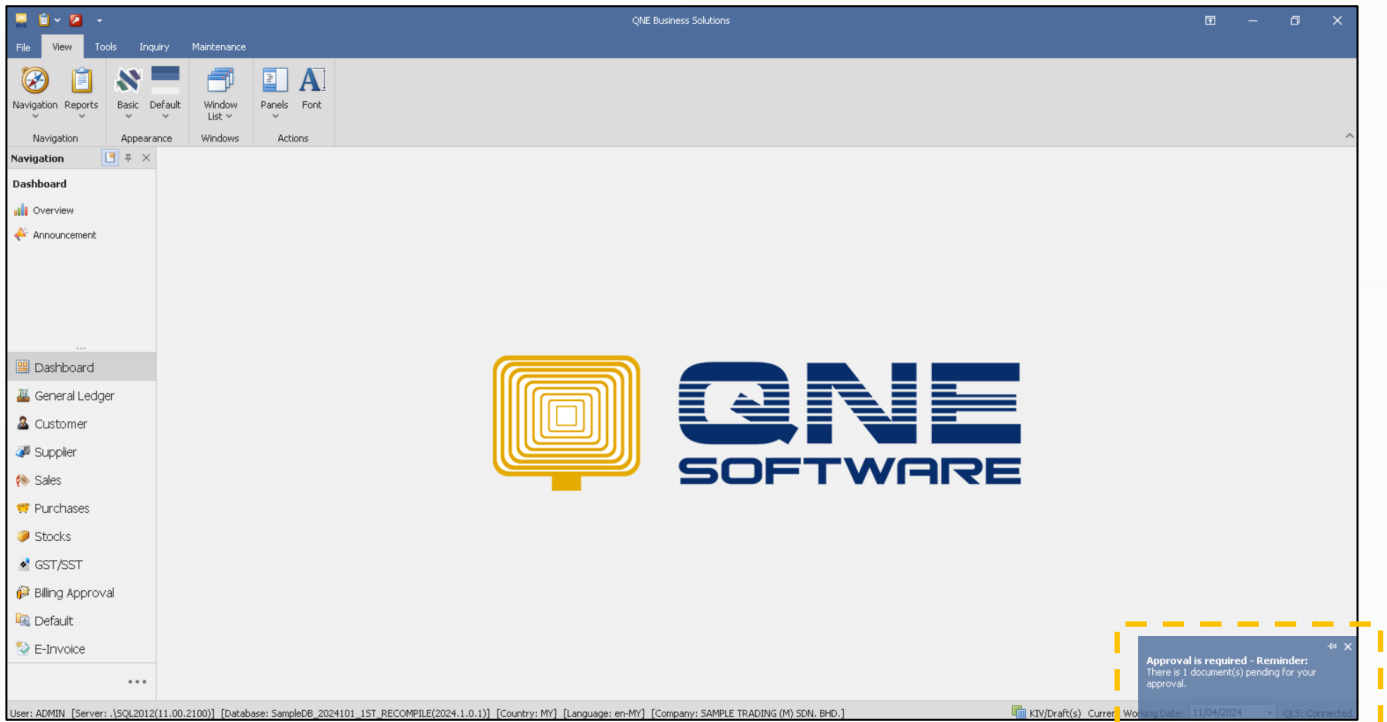 QNE Business Solutions
File View Tools Inquiry Maintenance
Navigation Reports Basic Default Window List Panels Font
Navigation Appearance Windows Actions
Navigation
Dashboard
Overview
Announcement
Dashboard
General Ledger
Customer
Supplier
Sales
Purchases
Stocks
GST/SST
Billing Approval
Default
E-Invoice
QNE
SOFTWARE
Approval is required - Reminder:
There is 1 document(s) pending for your
approval.
User: ADMIN [Server: .\SQL2012(11.00.2100)] [Database: SampleDB_2024101_1ST_RECOMPILE(2024.1.0.1)] [Country: MY] [Language: en-MY] [Company: SAMPLE TRADING (M) SDN. BHD.] KIV/Draft(s) Current Working Date: 11/04/2024 QLS: Connected